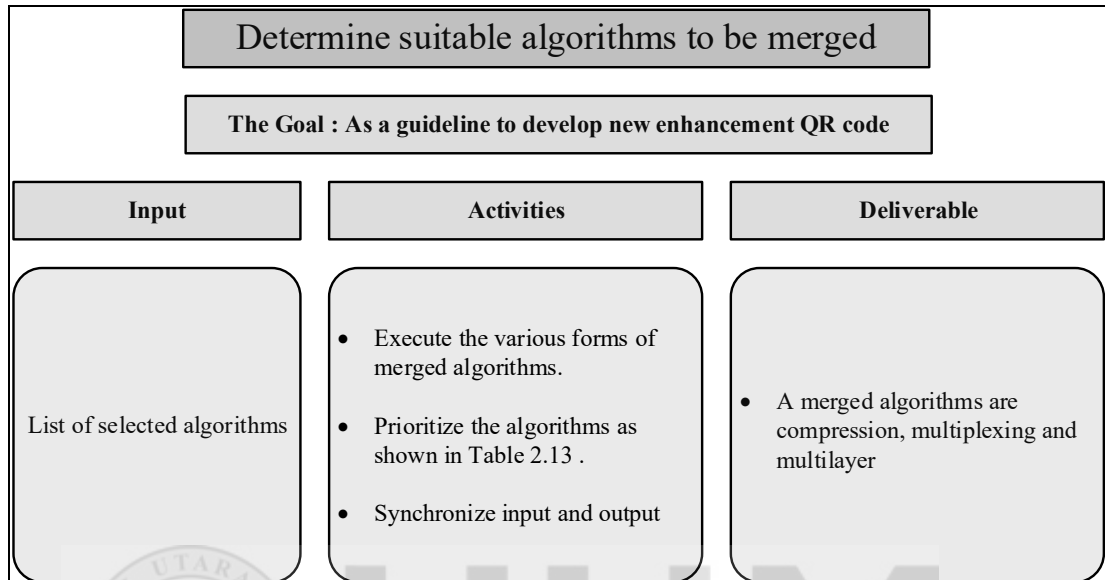 Determine suitable algorithms to be merged
The Goal : As a guideline to develop new enhancement QR code
Input
Activities
Deliverable
List of selected algorithms
• Execute the various forms of
merged algorithms.
• Prioritize the algorithms as
shown in Table 2.13 .
• Synchronize input and output
• A merged algorithms are
compression, multiplexing and
multilayer
UTARA